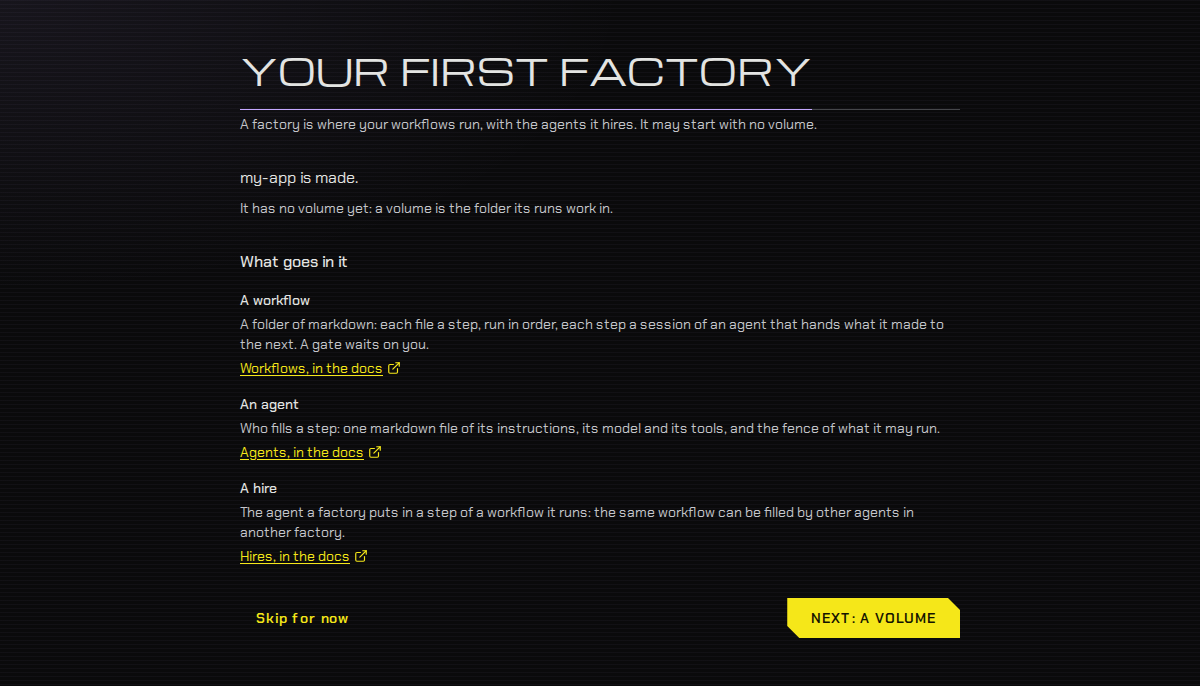 YOUR FIRST FACTORY
A factory is where your workflows run, with the agents it hires. It may start with no volume.
my-app is made.
It has no volume yet: a volume is the folder its runs work in.
What goes in it
A workflow
A folder of markdown: each file a step, run in order, each step a session of an agent that hands what it made to
the next. A gate waits on you.
Workflows, in the docs
An agent
Who fills a step: one markdown file of its instructions, its model and its tools, and the fence of what it may run.
Agents, in the docs
A hire
The agent a factory puts in a step of a workflow it runs: the same workflow can be filled by other agents in
another factory.
Hires, in the docs
Skip for now
NEXT: A VOLUME